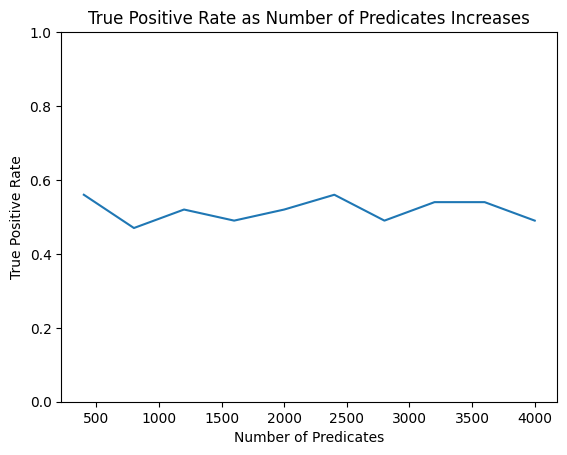 True Positive Rate as Number of Predicates Increases
True Positive Rate
1.0
0.8
0.6
0.4
0.2
0.0
500 1000 1500 2000 2500 3000 3500 4000
Number of Predicates